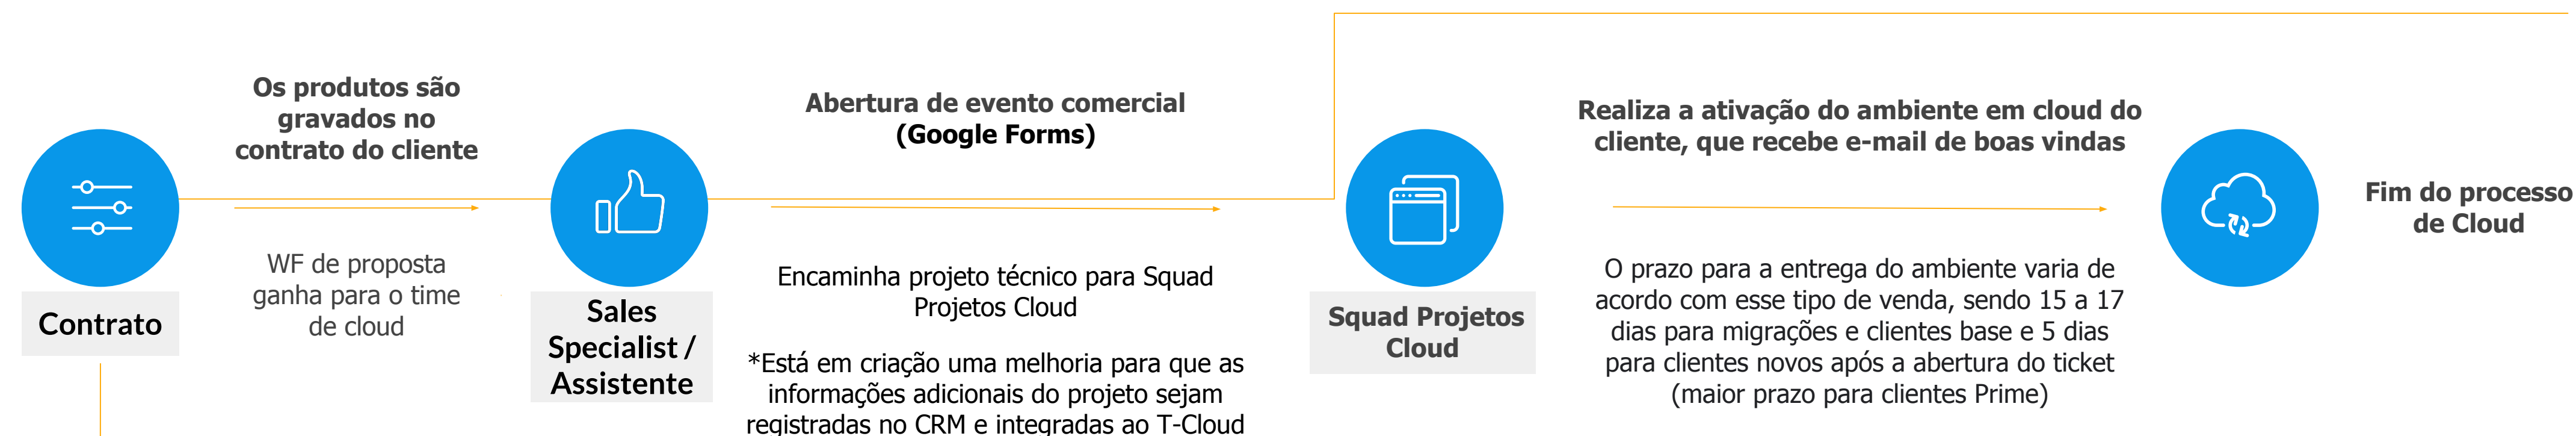 Os produtos são
gravados no
contrato do cliente
WF de proposta
ganha para o time
de cloud
Contrato
Abertura de evento comercial
(Google Forms)
Sales
Specialist /
Assistente
Encaminha projeto técnico para Squad
Projetos Cloud
*Está em criação uma melhoria para que as
informações adicionais do projeto sejam
registradas no CRM e integradas ao T-Cloud
Squad Projetos
Cloud
Realiza a ativação do ambiente em cloud do
cliente, que recebe e-mail de boas vindas
O prazo para a entrega do ambiente varia de
acordo com esse tipo de venda, sendo 15 a 17
dias para migrações e clientes base e 5 dias
para clientes novos após a abertura do ticket
(maior prazo para clientes Prime)
Fim do processo
de Cloud